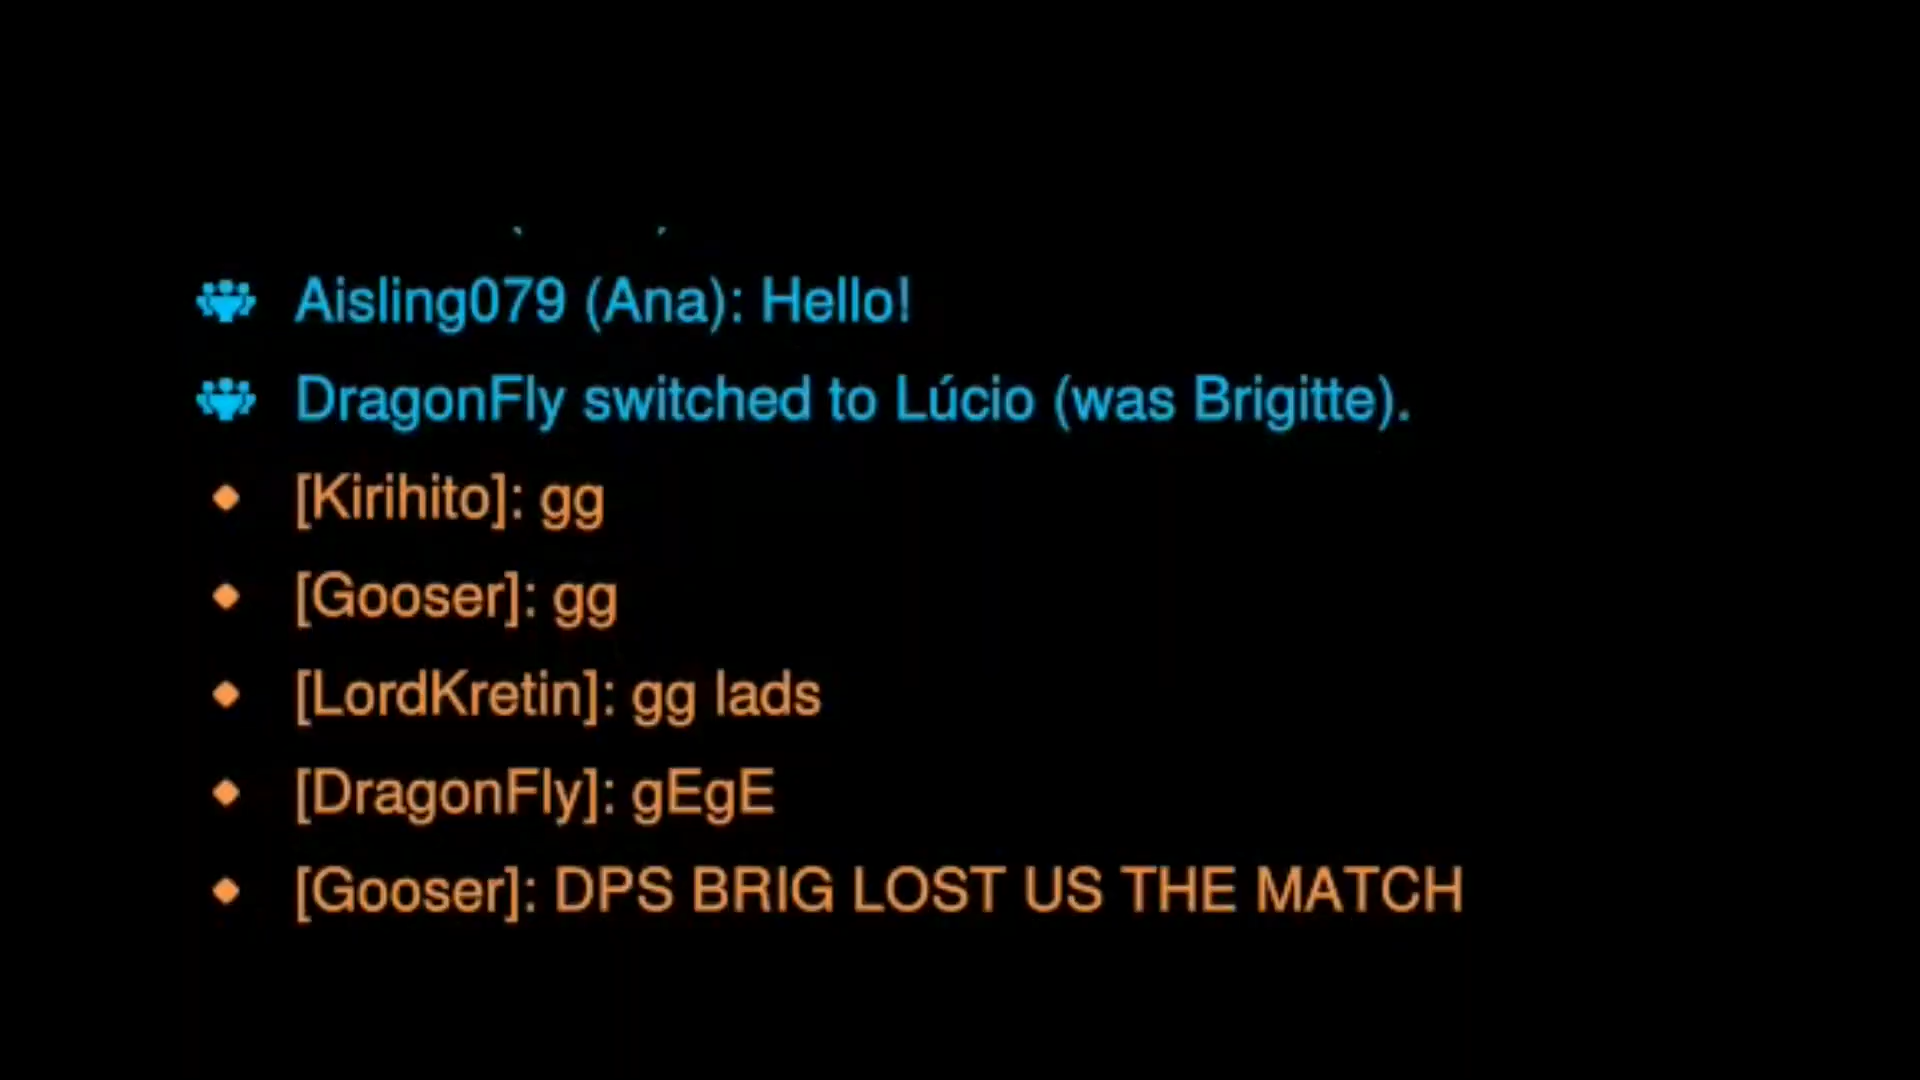 Aisling079 (Ana): Hello!
DragonFly switched to Lúcio (was Brigitte).
[Kirihito]: gg
[Gooser]: gg
[LordKretin]: gg lads
[DragonFly]: gEgE
[Gooser]: DPS BRIG LOST US THE MATCH